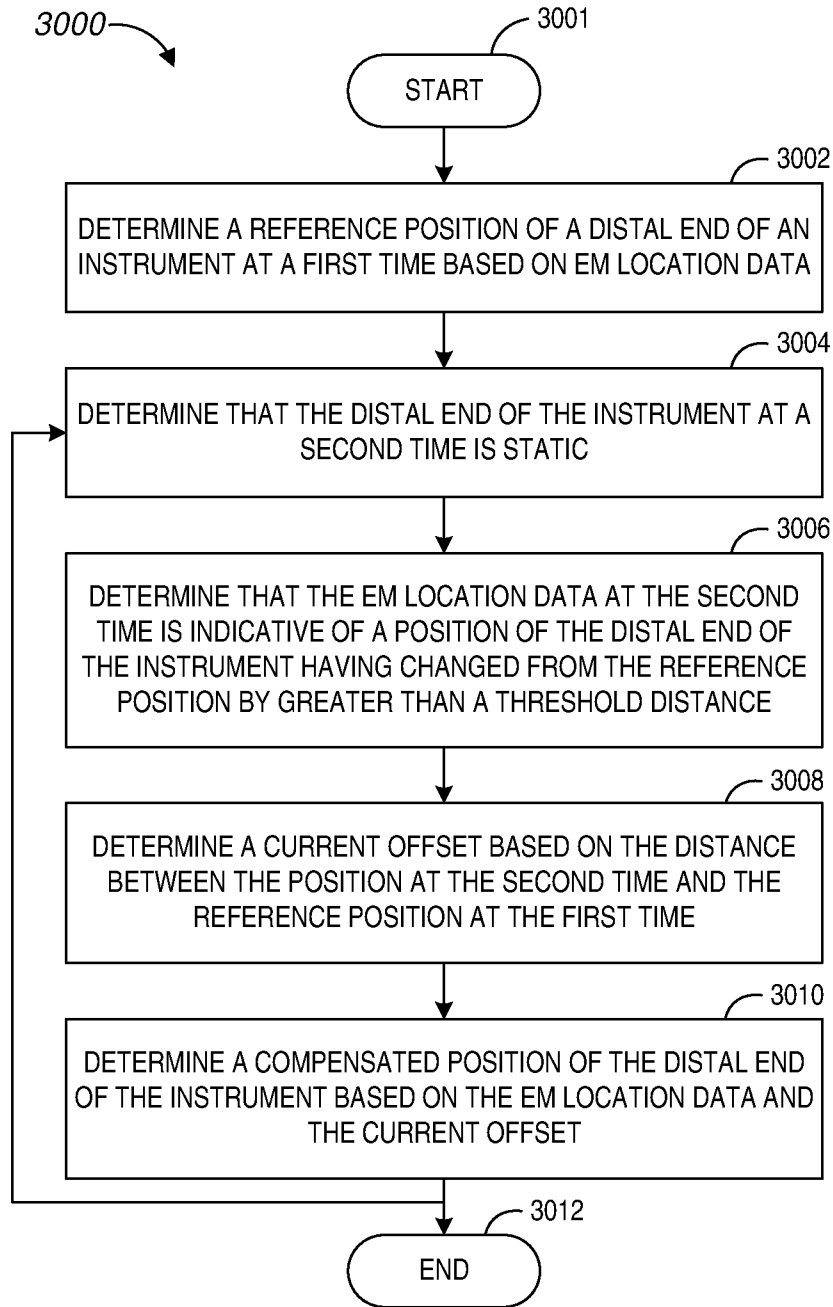 3000
3001
START
3002
DETERMINE A REFERENCE POSITION OF A DISTAL END OF AN
INSTRUMENT AT A FIRST TIME BASED ON EM LOCATION DATA
3004
DETERMINE THAT THE DISTAL END OF THE INSTRUMENT AT A
SECOND TIME IS STATIC
3006
DETERMINE THAT THE EM LOCATION DATA AT THE SECOND
TIME IS INDICATIVE OF A POSITION OF THE DISTAL END OF
THE INSTRUMENT HAVING CHANGED FROM THE REFERENCE
POSITION BY GREATER THAN A THRESHOLD DISTANCE
3008
DETERMINE A CURRENT OFFSET BASED ON THE DISTANCE
BETWEEN THE POSITION AT THE SECOND TIME AND THE
REFERENCE POSITION AT THE FIRST TIME
3010
DETERMINE A COMPENSATED POSITION OF THE DISTAL END
OF THE INSTRUMENT BASED ON THE EM LOCATION DATA AND
THE CURRENT OFFSET
3012
END